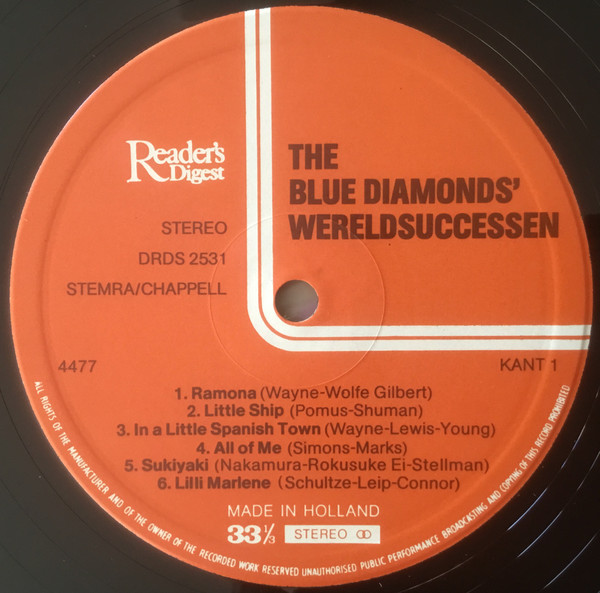 Reader's
Digest
THE
BLUE DIAMONDS'
WERELDSUCCESSEN
STEREO
DRDS 2531
STEMRA/CHAPPELL
4477
KANT 1
1. Ramona (Wayne-Wolfe Gilbert)
2. Little Ship (Pomus-Shuman)
3. In a Little Spanish Town (Wayne-Lewis-Young)
4. All of Me (Simons-Marks)
5. Sukiyaki (Nakamura-Rokusuke Ei-Stellman)
6. Lilli Marlene (Schultze-Leip-Connor)
MADE IN HOLLAND
33 1/3 STEREO
ALL RIGHTS OF THE MANUFACTURER AND OF THE OWNER OF THE RECORDED WORK RESERVED UNAUTHORISED PUBLIC PERFORMANCE BROADCASTING AND COPYING OF THIS RECORD PROHIBITED